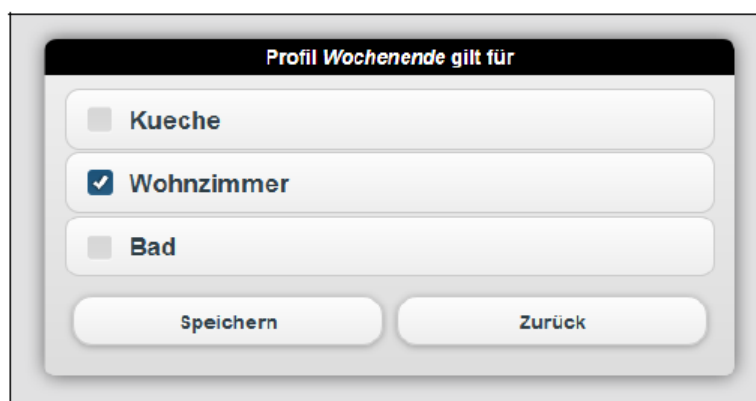 Profil Wochenende gilt für
Kueche
Wohnzimmer
Bad
Speichern Zurück